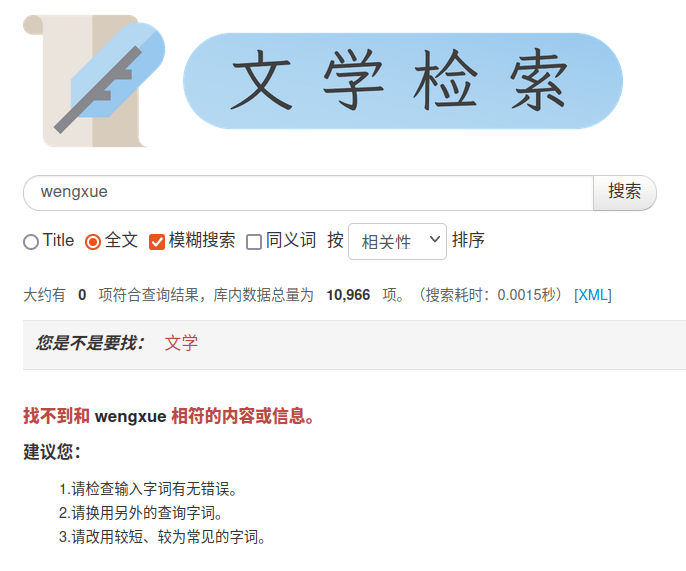 文学检索
wengxue 搜索
Title 全文 模糊搜索 同义词 按 相关性 排序
大约有 0 项符合查询结果，库内数据总量为 10,966 项。（搜索耗时：0.0015秒） [XML]
您是不是要找： 文学
找不到和 wengxue 相符的内容或信息。
建议您：
1.请检查输入字词有无错误。
2.请换用另外的查询字词。
3.请改用较短、较为常见的字词。